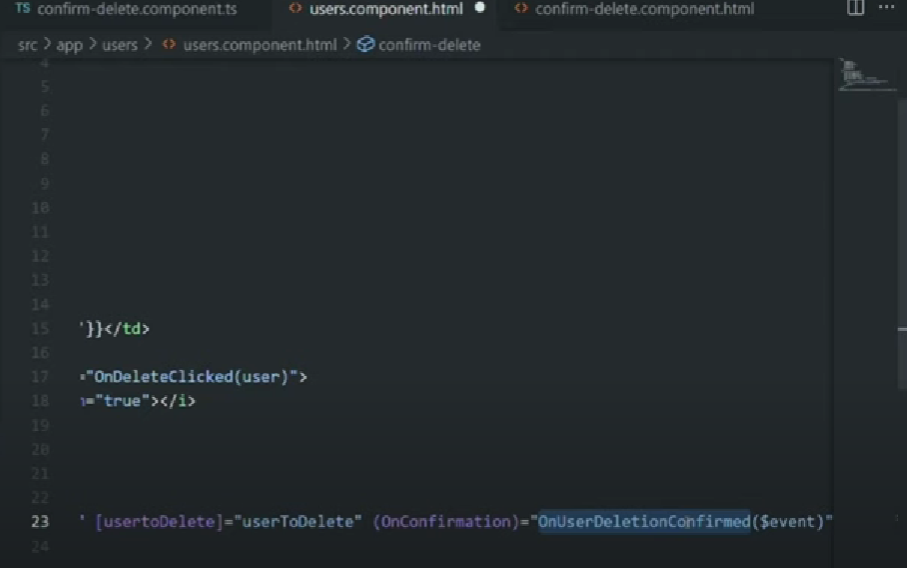 TS confirm-delete.component.ts <> users.component.html <> confirm-delete.component.html ...
src > app > users > <> users.component.html > confirm-delete
4
5
6
7
8
9
10
11
12
13
14
15 '}}</td>
16
17 ="OnDeleteClicked(user)">
18 ="true"></i>
19
20
21
22
23 ' [usertoDelete]="userToDelete" (OnConfirmation)="OnUserDeletionConfirmed($event)"
24